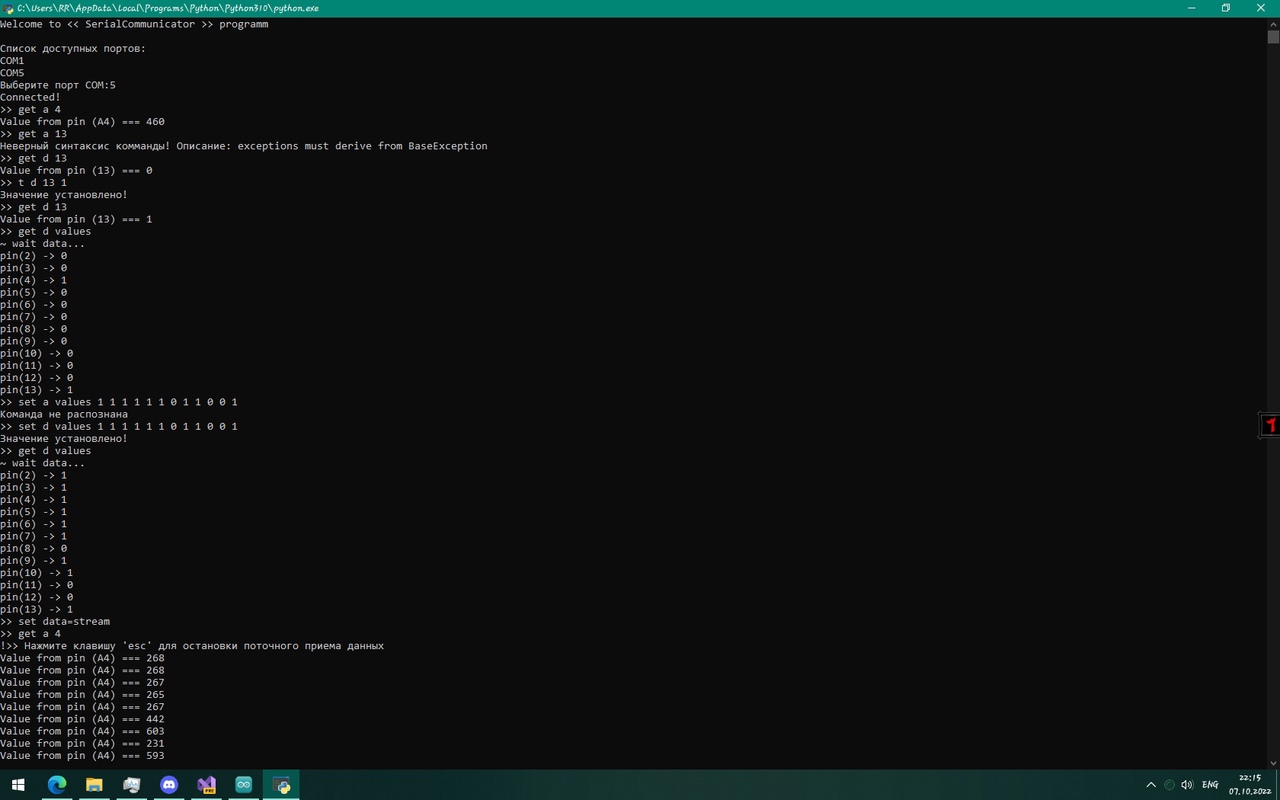 C:\Users\RR\AppData\Local\Programs\Python\Python310\python.exe
Welcome to << SerialCommunicator >> programm
Список доступных портов:
COM1
COM5
Выберите порт COM:5
Connected!
>> get a 4
Value from pin (A4) === 460
>> get a 13
Неверный синтаксис комманды! Описание: exceptions must derive from BaseException
>> get d 13
Value from pin (13) === 0
>> t d 13 1
Значение установлено!
>> get d 13
Value from pin (13) === 1
>> get d values
~ wait data...
pin(2) -> 0
pin(3) -> 0
pin(4) -> 1
pin(5) -> 0
pin(6) -> 0
pin(7) -> 0
pin(8) -> 0
pin(9) -> 0
pin(10) -> 0
pin(11) -> 0
pin(12) -> 0
pin(13) -> 1
>> set a values 1 1 1 1 1 1 0 1 1 0 0 1
Команда не распознана
>> set d values 1 1 1 1 1 1 0 1 1 0 0 1
Значение установлено!
>> get d values
~ wait data...
pin(2) -> 1
pin(3) -> 1
pin(4) -> 1
pin(5) -> 1
pin(6) -> 1
pin(7) -> 1
pin(8) -> 0
pin(9) -> 1
pin(10) -> 1
pin(11) -> 0
pin(12) -> 0
pin(13) -> 1
>> set data=stream
>> get a 4
!>> Нажмите клавишу 'esc' для остановки поточного приема данных
Value from pin (A4) === 268
Value from pin (A4) === 268
Value from pin (A4) === 267
Value from pin (A4) === 265
Value from pin (A4) === 267
Value from pin (A4) === 442
Value from pin (A4) === 603
Value from pin (A4) === 231
Value from pin (A4) === 593
1
PRE
ENG
22:15
07.10.2022